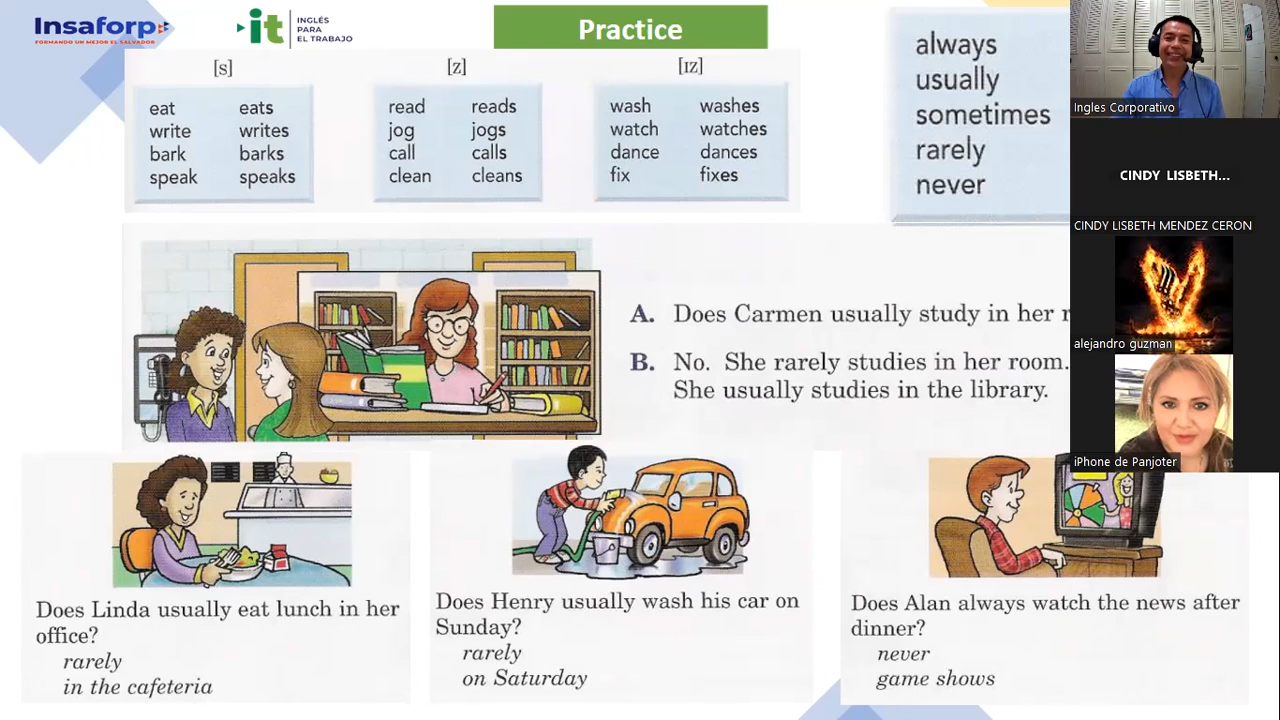 Insaforp
FORMANDO UN MEJOR EL SALVADOR
it
INGLÉS
PARA
EL TRABAJO
Practice
[s]
eat eats
write writes
bark barks
speak speaks
[z]
read reads
jog jogs
call calls
clean cleans
[ɪz]
wash washes
watch watches
dance dances
fix fixes
always
usually
sometimes
rarely
never
Ingles Corporativo
CINDY LISBETH...
CINDY LISBETH MENDEZ CERON
alejandro guzman
iPhone de Panjoter
A. Does Carmen usually study in her r
B. No. She rarely studies in her room.
She usually studies in the library.
Does Linda usually eat lunch in her
office?
rarely
in the cafeteria
Does Henry usually wash his car on
Sunday?
rarely
on Saturday
Does Alan always watch the news after
dinner?
never
game shows